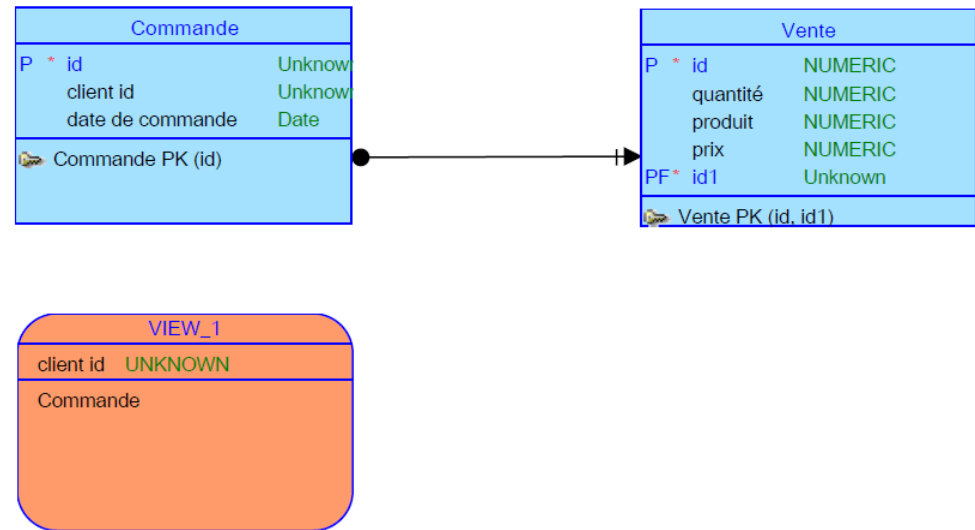 Commande
P * id Unknown
client id Unknown
date de commande Date
Commande PK (id)
Vente
P * id NUMERIC
quantité NUMERIC
produit NUMERIC
prix NUMERIC
PF* id1 Unknown
Vente PK (id, id1)
VIEW_1
client id UNKNOWN
Commande